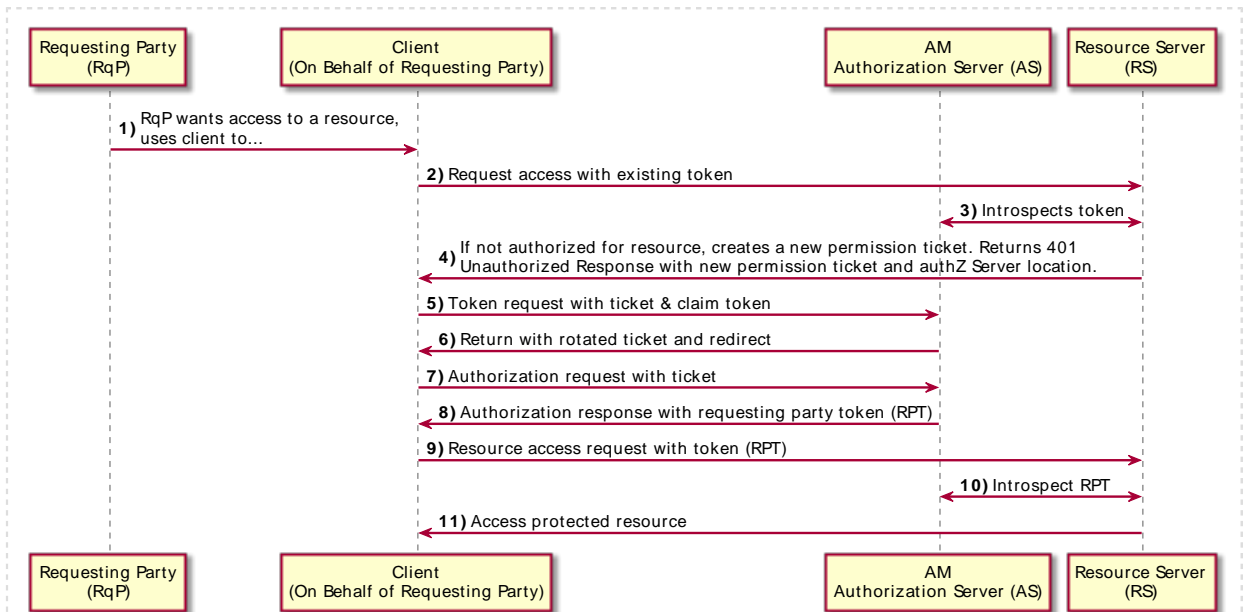 Requesting Party
(RqP)
Client
(On Behalf of Requesting Party)
AM
Authorization Server (AS)
Resource Server
(RS)
1) RqP wants access to a resource,
uses client to...
2) Request access with existing token
3) Introspects token
4) If not authorized for resource, creates a new permission ticket. Returns 401
Unauthorized Response with new permission ticket and authZ Server location.
5) Token request with ticket & claim token
6) Return with rotated ticket and redirect
7) Authorization request with ticket
8) Authorization response with requesting party token (RPT)
9) Resource access request with token (RPT)
10) Introspect RPT
11) Access protected resource
Requesting Party
(RqP)
Client
(On Behalf of Requesting Party)
AM
Authorization Server (AS)
Resource Server
(RS)